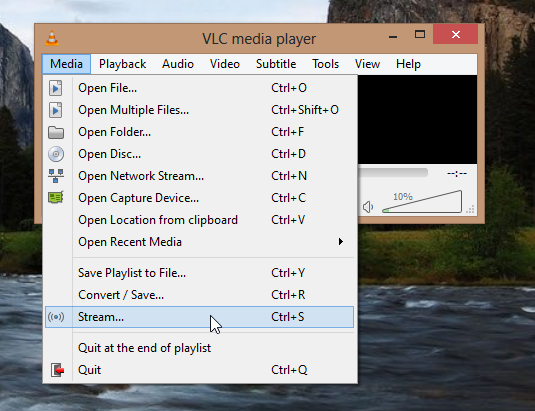 VLC media player
Media Playback Audio Video Subtitle Tools View Help
Open File... Ctrl+O
Open Multiple Files... Ctrl+Shift+O
Open Folder... Ctrl+F
Open Disc... Ctrl+D
Open Network Stream... Ctrl+N
--:--
Open Capture Device... Ctrl+C
10%
Open Location from clipboard Ctrl+V
Open Recent Media
Save Playlist to File... Ctrl+Y
Convert / Save... Ctrl+R
Stream... Ctrl+S
Quit at the end of playlist
Quit Ctrl+Q